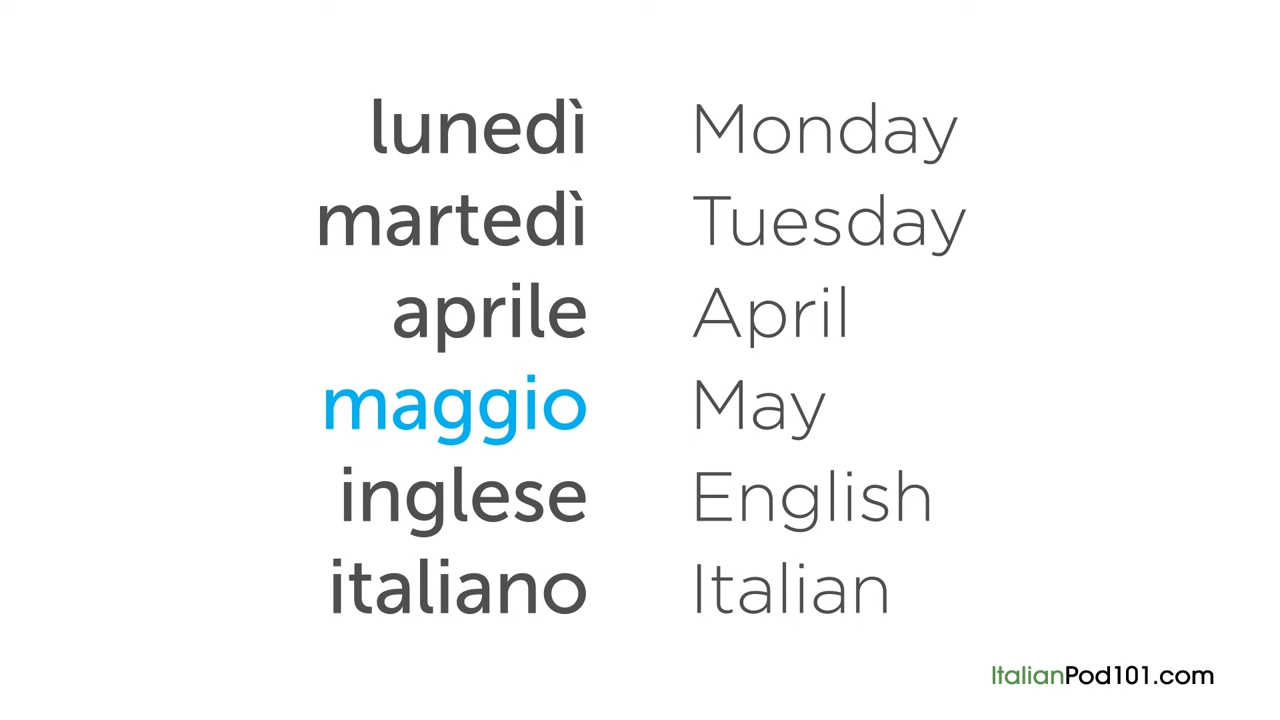 lunedì Monday
martedì Tuesday
aprile April
maggio May
inglese English
italiano Italian
ItalianPod101.com